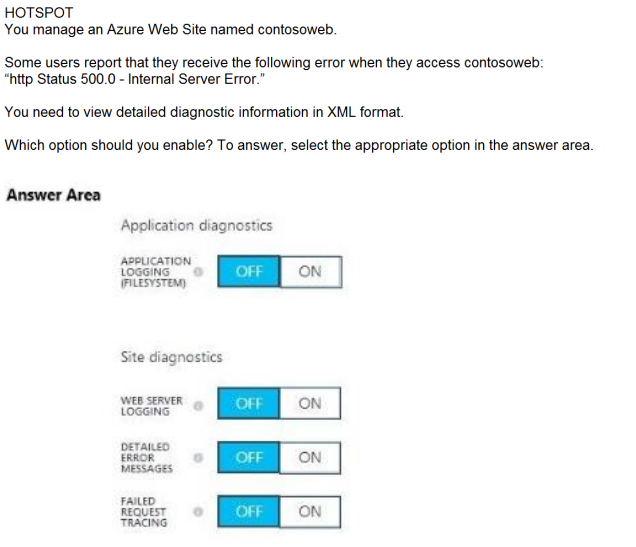 HOTSPOT
You manage an Azure Web Site named contosoweb.
Some users report that they receive the following error when they access contosoweb:
“http Status 500.0 - Internal Server Error.”
You need to view detailed diagnostic information in XML format.
Which option should you enable? To answer, select the appropriate option in the answer area.
Answer Area
Application diagnostics
APPLICATION
LOGGING
(FILESYSTEM)
OFF ON
Site diagnostics
WEB SERVER
LOGGING
OFF ON
DETAILED
ERROR
MESSAGES
OFF ON
FAILED
REQUEST
TRACING
OFF ON